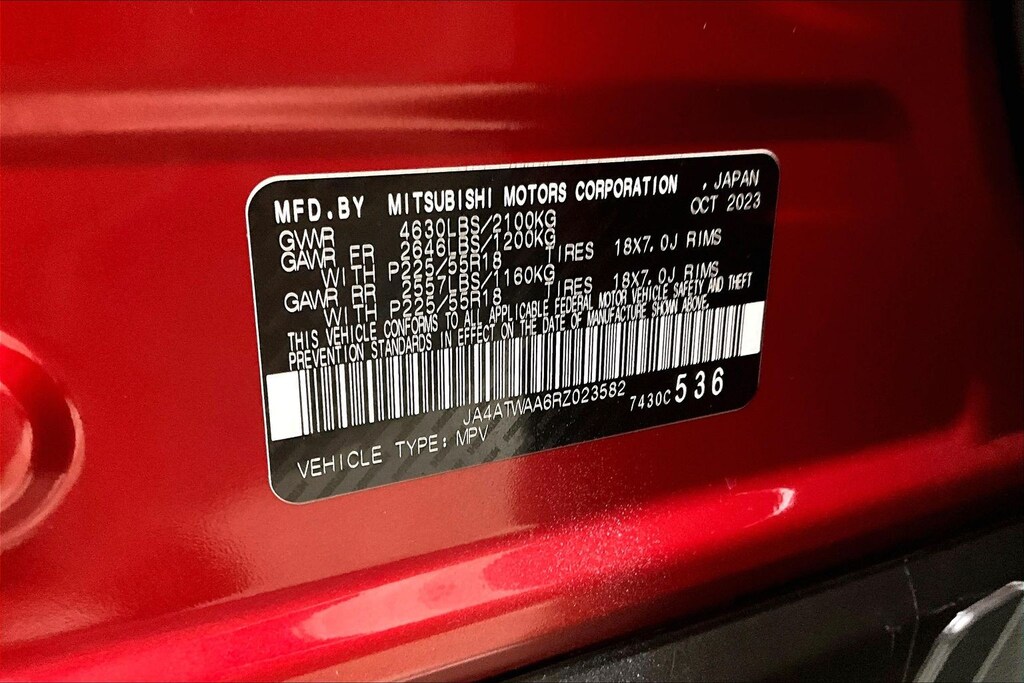 MFD.BY MITSUBISHI MOTORS CORPORATION , JAPAN
OCT 2023
GVWR 4630LBS/2100KG
GAWR FR 2646LBS/1200KG
WITH P225/55R18 TIRES 18X7.0J RIMS
GAWR RR 2557LBS/1160KG
WITH P225/55R18 TIRES 18X7.0J RIMS
THIS VEHICLE CONFORMS TO ALL APPLICABLE FEDERAL MOTOR VEHICLE SAFETY AND THEFT
PREVENTION STANDARDS IN EFFECT ON THE DATE OF MANUFACTURE SHOWN ABOVE.
JA4ATWAA6RZ023582 7430C 536
VEHICLE TYPE: MPV